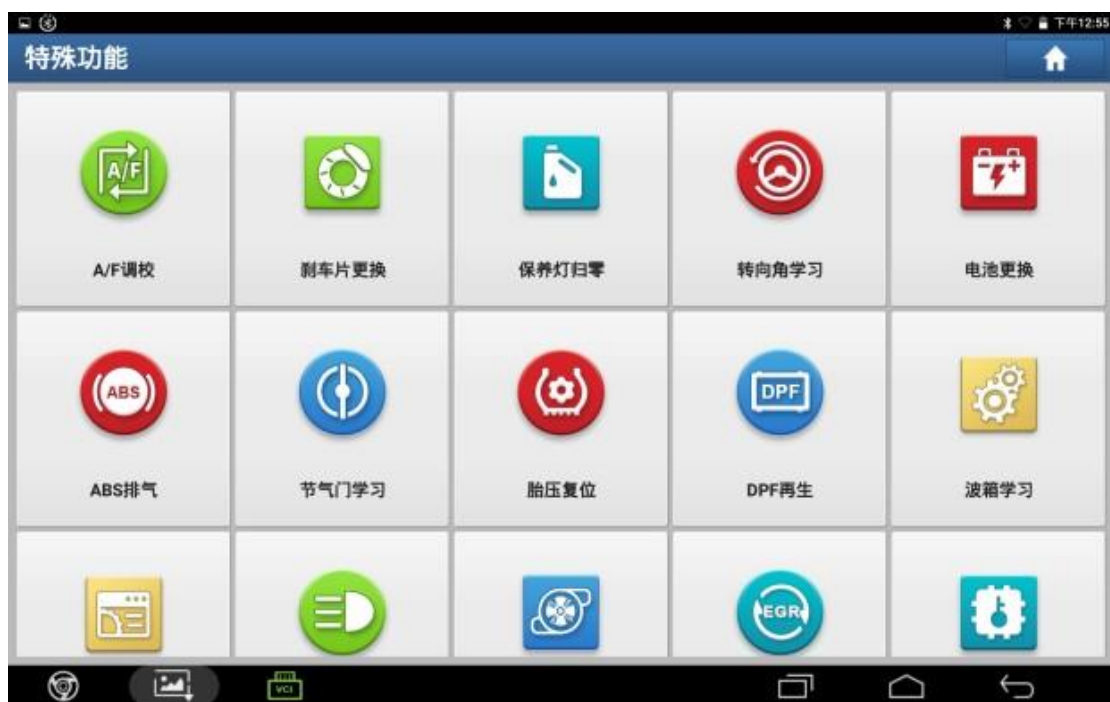 下午12:55
特殊功能
A/F
A/F调校
刹车片更换
保养灯归零
转向角学习
电池更换
ABS
DPF
ABS排气
节气门学习
胎压复位
DPF再生
波箱学习
EGR
VCI